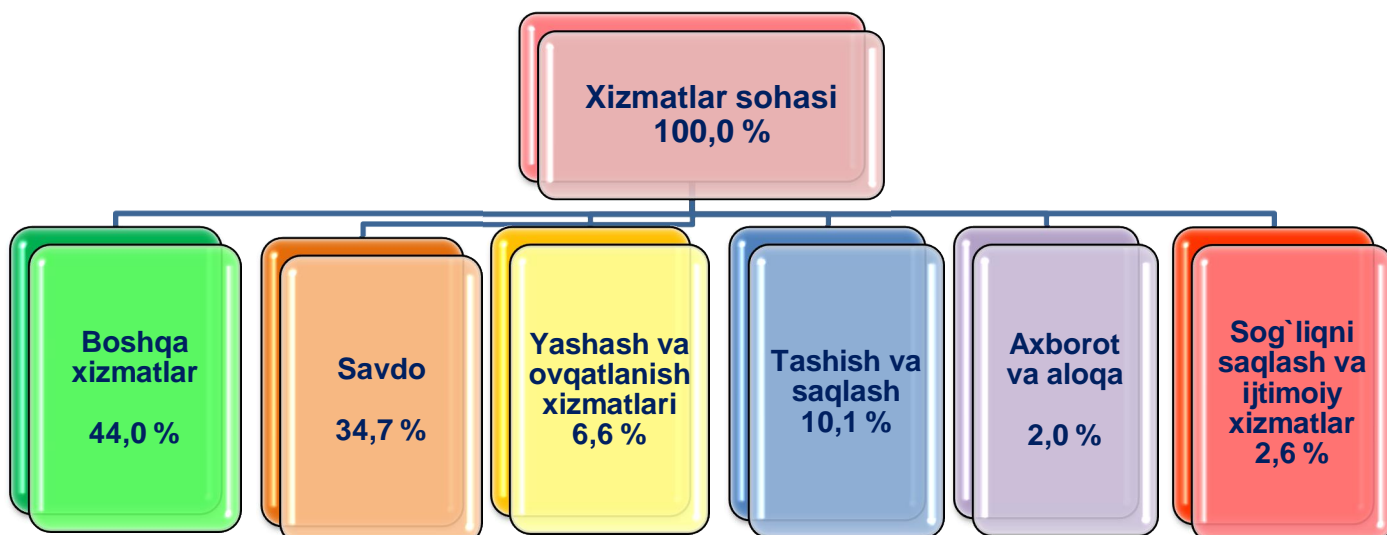 Xizmatlar sohasi
100,0 %
Boshqa
xizmatlar
44,0 %
Savdo
34,7 %
Yashash va
ovqatlanish
xizmatlari
6,6 %
Tashish va
saqlash
10,1 %
Axborot
va aloqa
2,0 %
Sog`liqni
saqlash va
ijtimoiy
xizmatlar
2,6 %